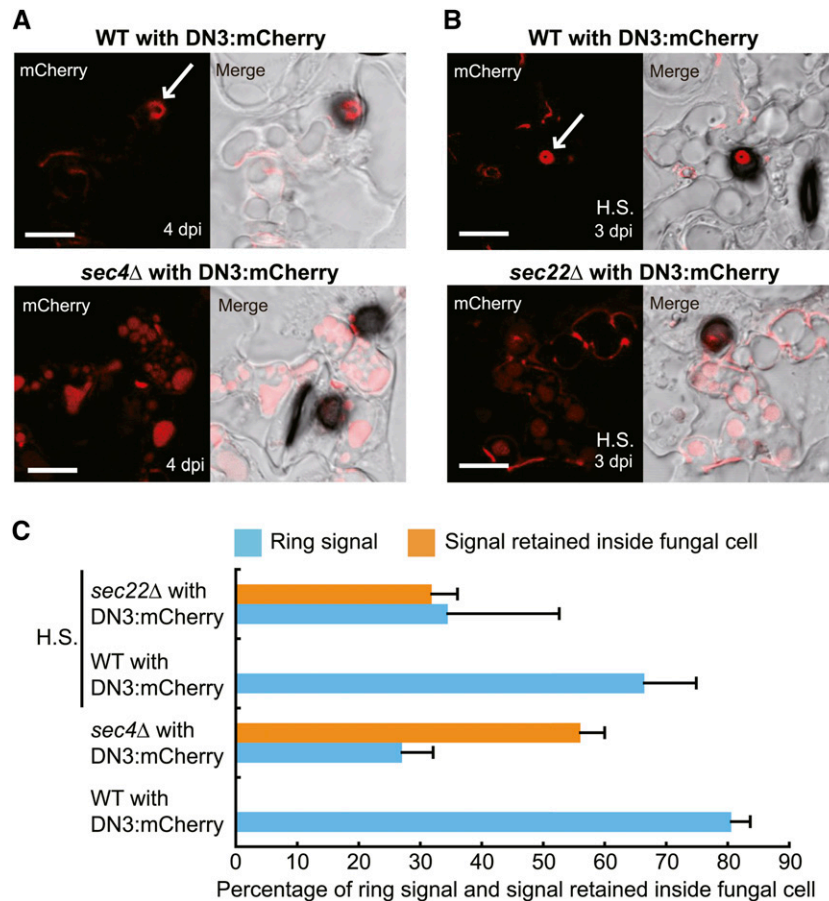 A
WT with DN3:mCherry
mCherry
Merge
4 dpi
sec4Δ with DN3:mCherry
mCherry
Merge
4 dpi
B
WT with DN3:mCherry
mCherry
Merge
H.S.
3 dpi
sec22Δ with DN3:mCherry
mCherry
Merge
H.S.
3 dpi
C
Ring signal
Signal retained inside fungal cell
H.S.
sec22Δ with
DN3:mCherry
WT with
DN3:mCherry
sec4Δ with
DN3:mCherry
WT with
DN3:mCherry
0 10 20 30 40 50 60 70 80 90
Percentage of ring signal and signal retained inside fungal cell